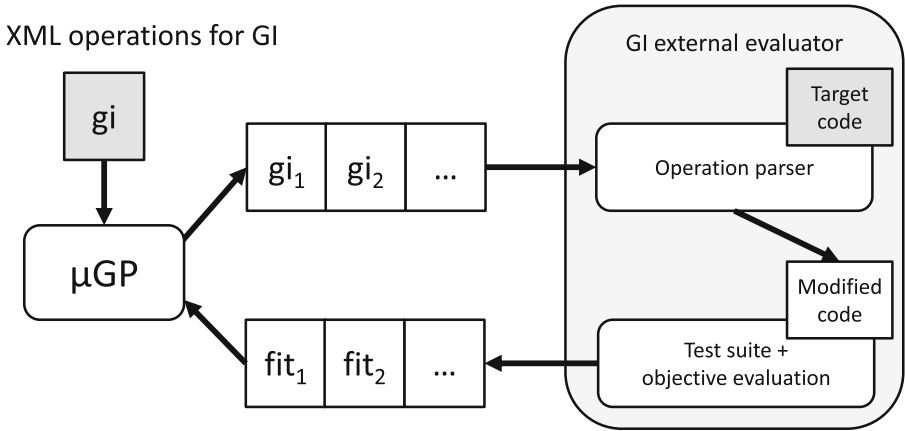 XML operations for GI
GI external evaluator
gi
Target
code
gi1 gi2 ...
Operation parser
μGP
Modified
code
fit1 fit2 ...
Test suite +
objective evaluation